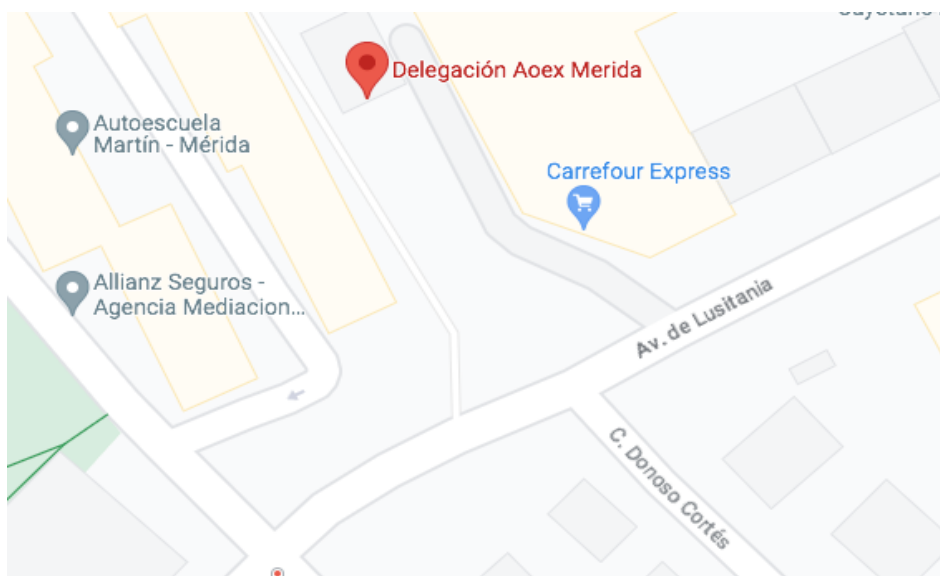 Delegación Aoex Merida
Autoescuela
Martín - Mérida
Carrefour Express
Allianz Seguros -
Agencia Mediacion...
Av. de Lusitania
C. Donoso Cortés